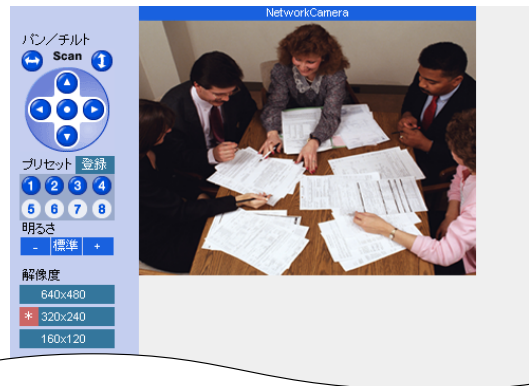 NetworkCamera
パン／チルト
Scan
プリセット 登録
1 2 3 4
5 6 7 8
明るさ
- 標準 +
解像度
640x480
* 320x240
160x120